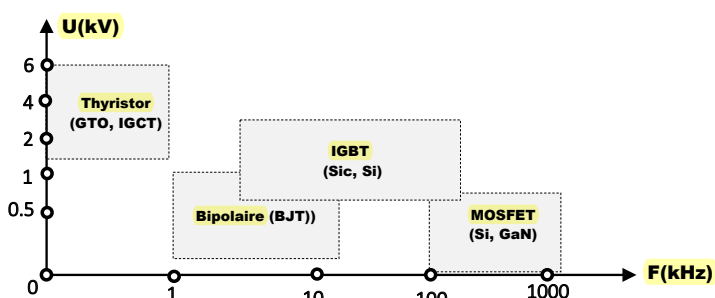 U(kV)
6
4
2
1
0.5
0
Thyristor
(GTO, IGCT)
IGBT
(Sic, Si)
Bipolaire (BJT))
MOSFET
(Si, GaN)
F(kHz)
1
10
100
1000